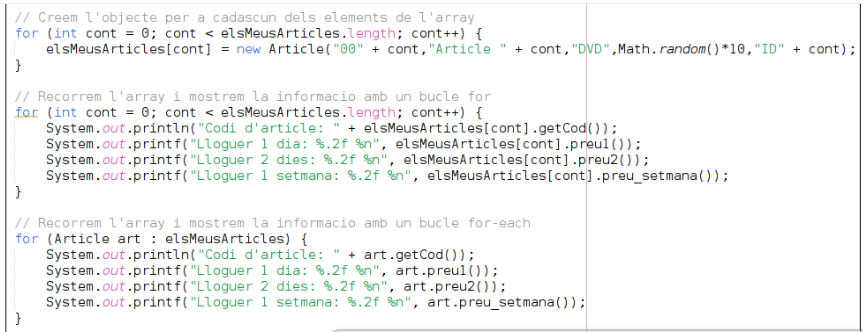 // Creem l'objecte per a cadascun dels elements de l'array
for (int cont = 0; cont < elsMeusArticles.length; cont++) {
    elsMeusArticles[cont] = new Article("00" + cont,"Article " + cont,"DVD",Math.random()*10,"ID" + cont);
}

// Recorrem l'array i mostrem la informacio amb un bucle for
for (int cont = 0; cont < elsMeusArticles.length; cont++) {
    System.out.println("Codi d'article: " + elsMeusArticles[cont].getCod());
    System.out.printf("Lloguer 1 dia: %.2f %n", elsMeusArticles[cont].preu1());
    System.out.printf("Lloguer 2 dies: %.2f %n", elsMeusArticles[cont].preu2());
    System.out.printf("Lloguer 1 setmana: %.2f %n", elsMeusArticles[cont].preu_setmana());
}

// Recorrem l'array i mostrem la informacio amb un bucle for-each
for (Article art : elsMeusArticles) {
    System.out.println("Codi d'article: " + art.getCod());
    System.out.printf("Lloguer 1 dia: %.2f %n", art.preu1());
    System.out.printf("Lloguer 2 dies: %.2f %n", art.preu2());
    System.out.printf("Lloguer 1 setmana: %.2f %n", art.preu_setmana());
}